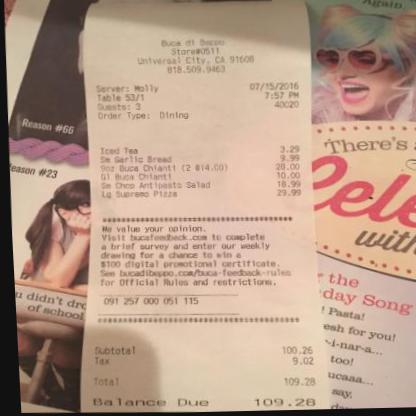 Again,
Buca di Beppo
Store#0511
Universal City, CA 91608
818.509.9463
Server: Molly 07/15/2016
Table 53/1 7:57 PM
Guests: 3 40020
Order Type: Dining
Reason #66
Iced Tea 3.29
Sm Garlic Bread 9.99
9oz Buca Chianti (2 @14.00) 28.00
Gl Buca Chianti 10.00
Sm Chop Antipasto Salad 18.99
Lg Supremo Pizza 29.99
There's a
Cele
with
eason #23
We value your opinion.
Visit bucafeedback.com to complete
a brief survey and enter our weekly
drawing for a chance to win a
$100 digital promotional certificate.
See bucadibeppo.com/buca-feedback-rules
for Official Rules and restrictions.
091 257 000 051 115
u didn't dro
of school
the
day Song
Pasta!
esh for you!
-i-nar-a...
too!
ucaaa...
say,
Subtotal 100.26
Tax 9.02
Total 109.28
Balance Due 109.28